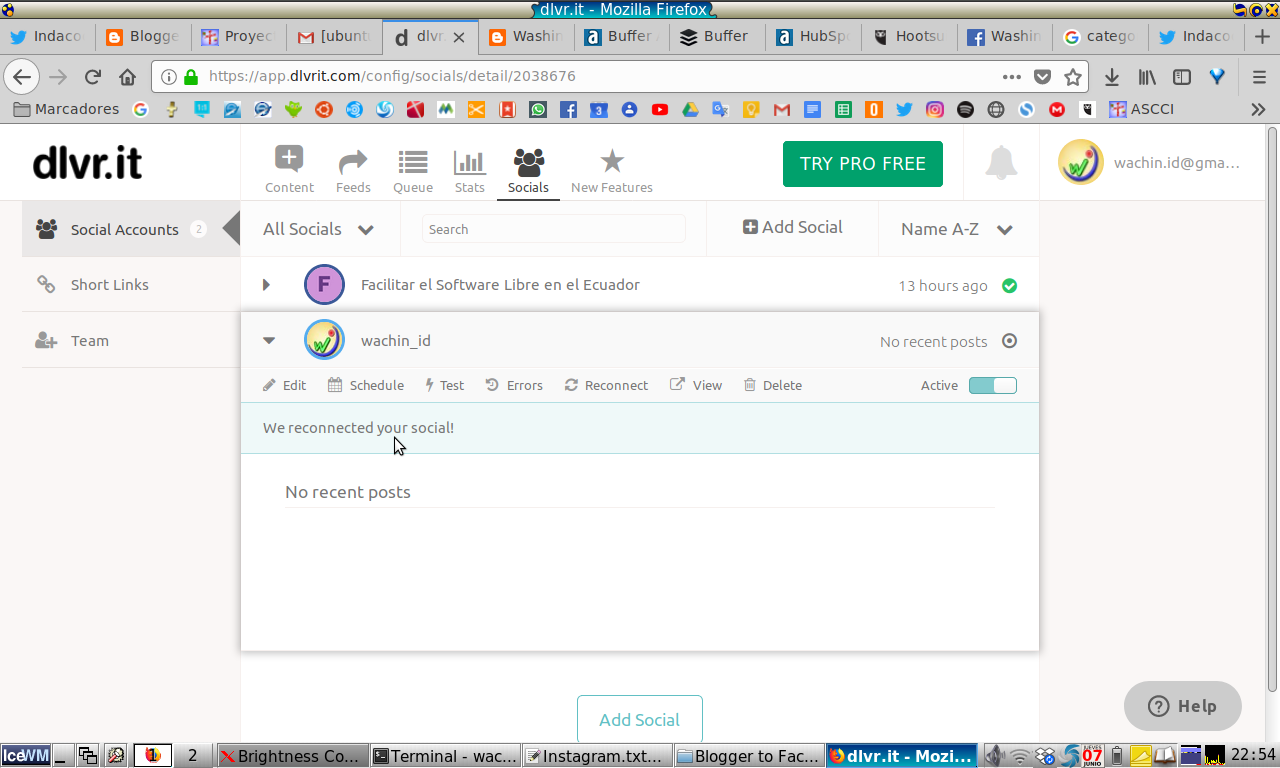 dlvr.it - Mozilla Firefox
Indaco
Blogge
Proyec
[ubunt
dlvr.
Washin
Buffer
Buffer
HubSp
Hootsu
Washin
catego
Indaco
https://app.dlvrit.com/config/socials/detail/2038676
Marcadores
ASCCI
dlvr.it
Content
Feeds
Queue
Stats
Socials
New Features
TRY PRO FREE
wachin.id@gma...
Social Accounts 2
All Socials
Search
Add Social
Name A-Z
Short Links
F Facilitar el Software Libre en el Ecuador 13 hours ago
Team
wachin_id No recent posts
Edit Schedule Test Errors Reconnect View Delete Active
We reconnected your social!
No recent posts
Add Social
Help
IceWM
1
2
Brightness Co...
Terminal - wac...
Instagram.txt...
Blogger to Fac...
dlvr.it - Mozi...
JUEVES
07
JUNIO
22:54